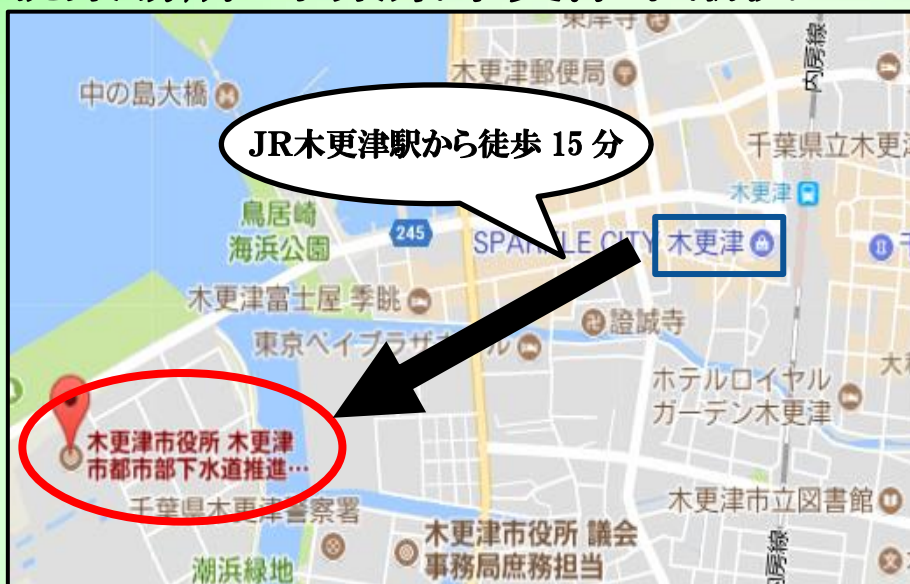 木更津郵便局
内房線
中の島大橋
JR木更津駅から徒歩 15 分
千葉県立木更
木更津
鳥居崎
海浜公園
245
SPA
LE CITY 木更津
木更津富士屋 季眺
證誠寺
東京ベイプラザ
ル
ホテルロイヤル
ガーデン木更津
木更津市役所 木更津
市都市部下水道推進…
千葉県木更津警察署
木更津市立図書館
木更津市役所 議会
事務局庶務担当
潮浜緑地
房線